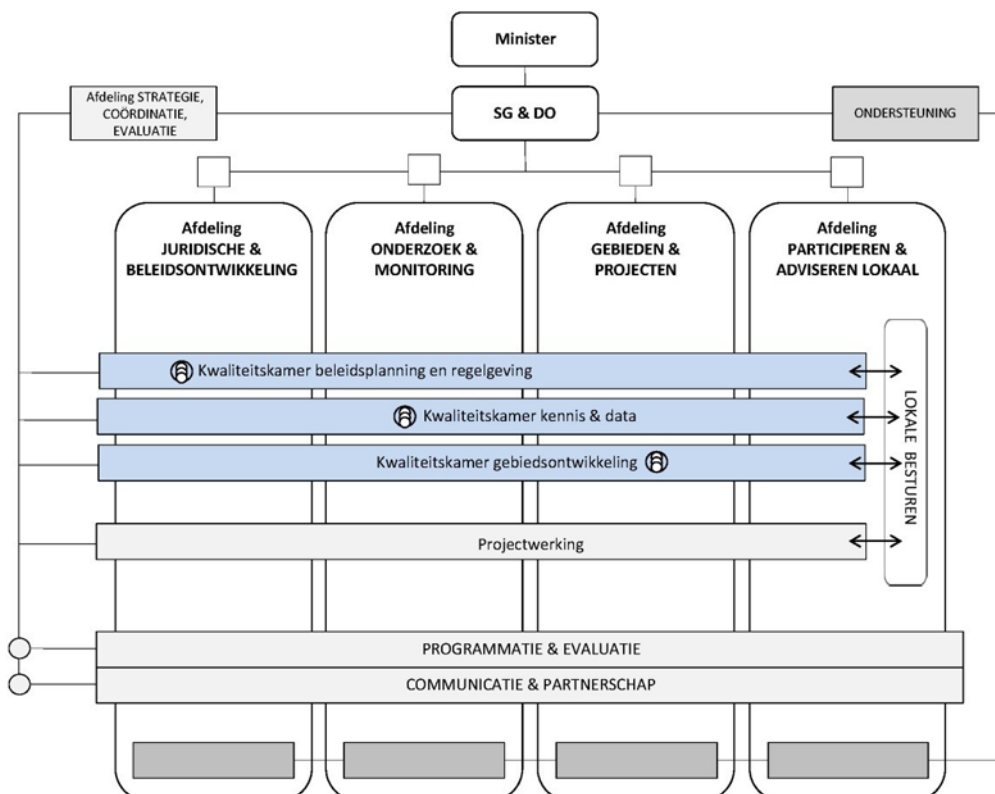 Minister
Afdeling STRATEGIE,
COÖRDINATIE,
EVALUATIE
SG & DO
ONDERSTEUNING
Afdeling
JURIDISCHE &
BELEIDSONTWIKKELING
Afdeling
ONDERZOEK &
MONITORING
Afdeling
GEBIEDEN &
PROJECTEN
Afdeling
PARTICIPEREN &
ADVISEREN LOKAAL
Kwaliteitskamer beleidsplanning en regelgeving
Kwaliteitskamer kennis & data
Kwaliteitskamer gebiedsontwikkeling
LOKALE BESTUREN
Projectwerking
PROGRAMMATIE & EVALUATIE
COMMUNICATIE & PARTNERSCHAP